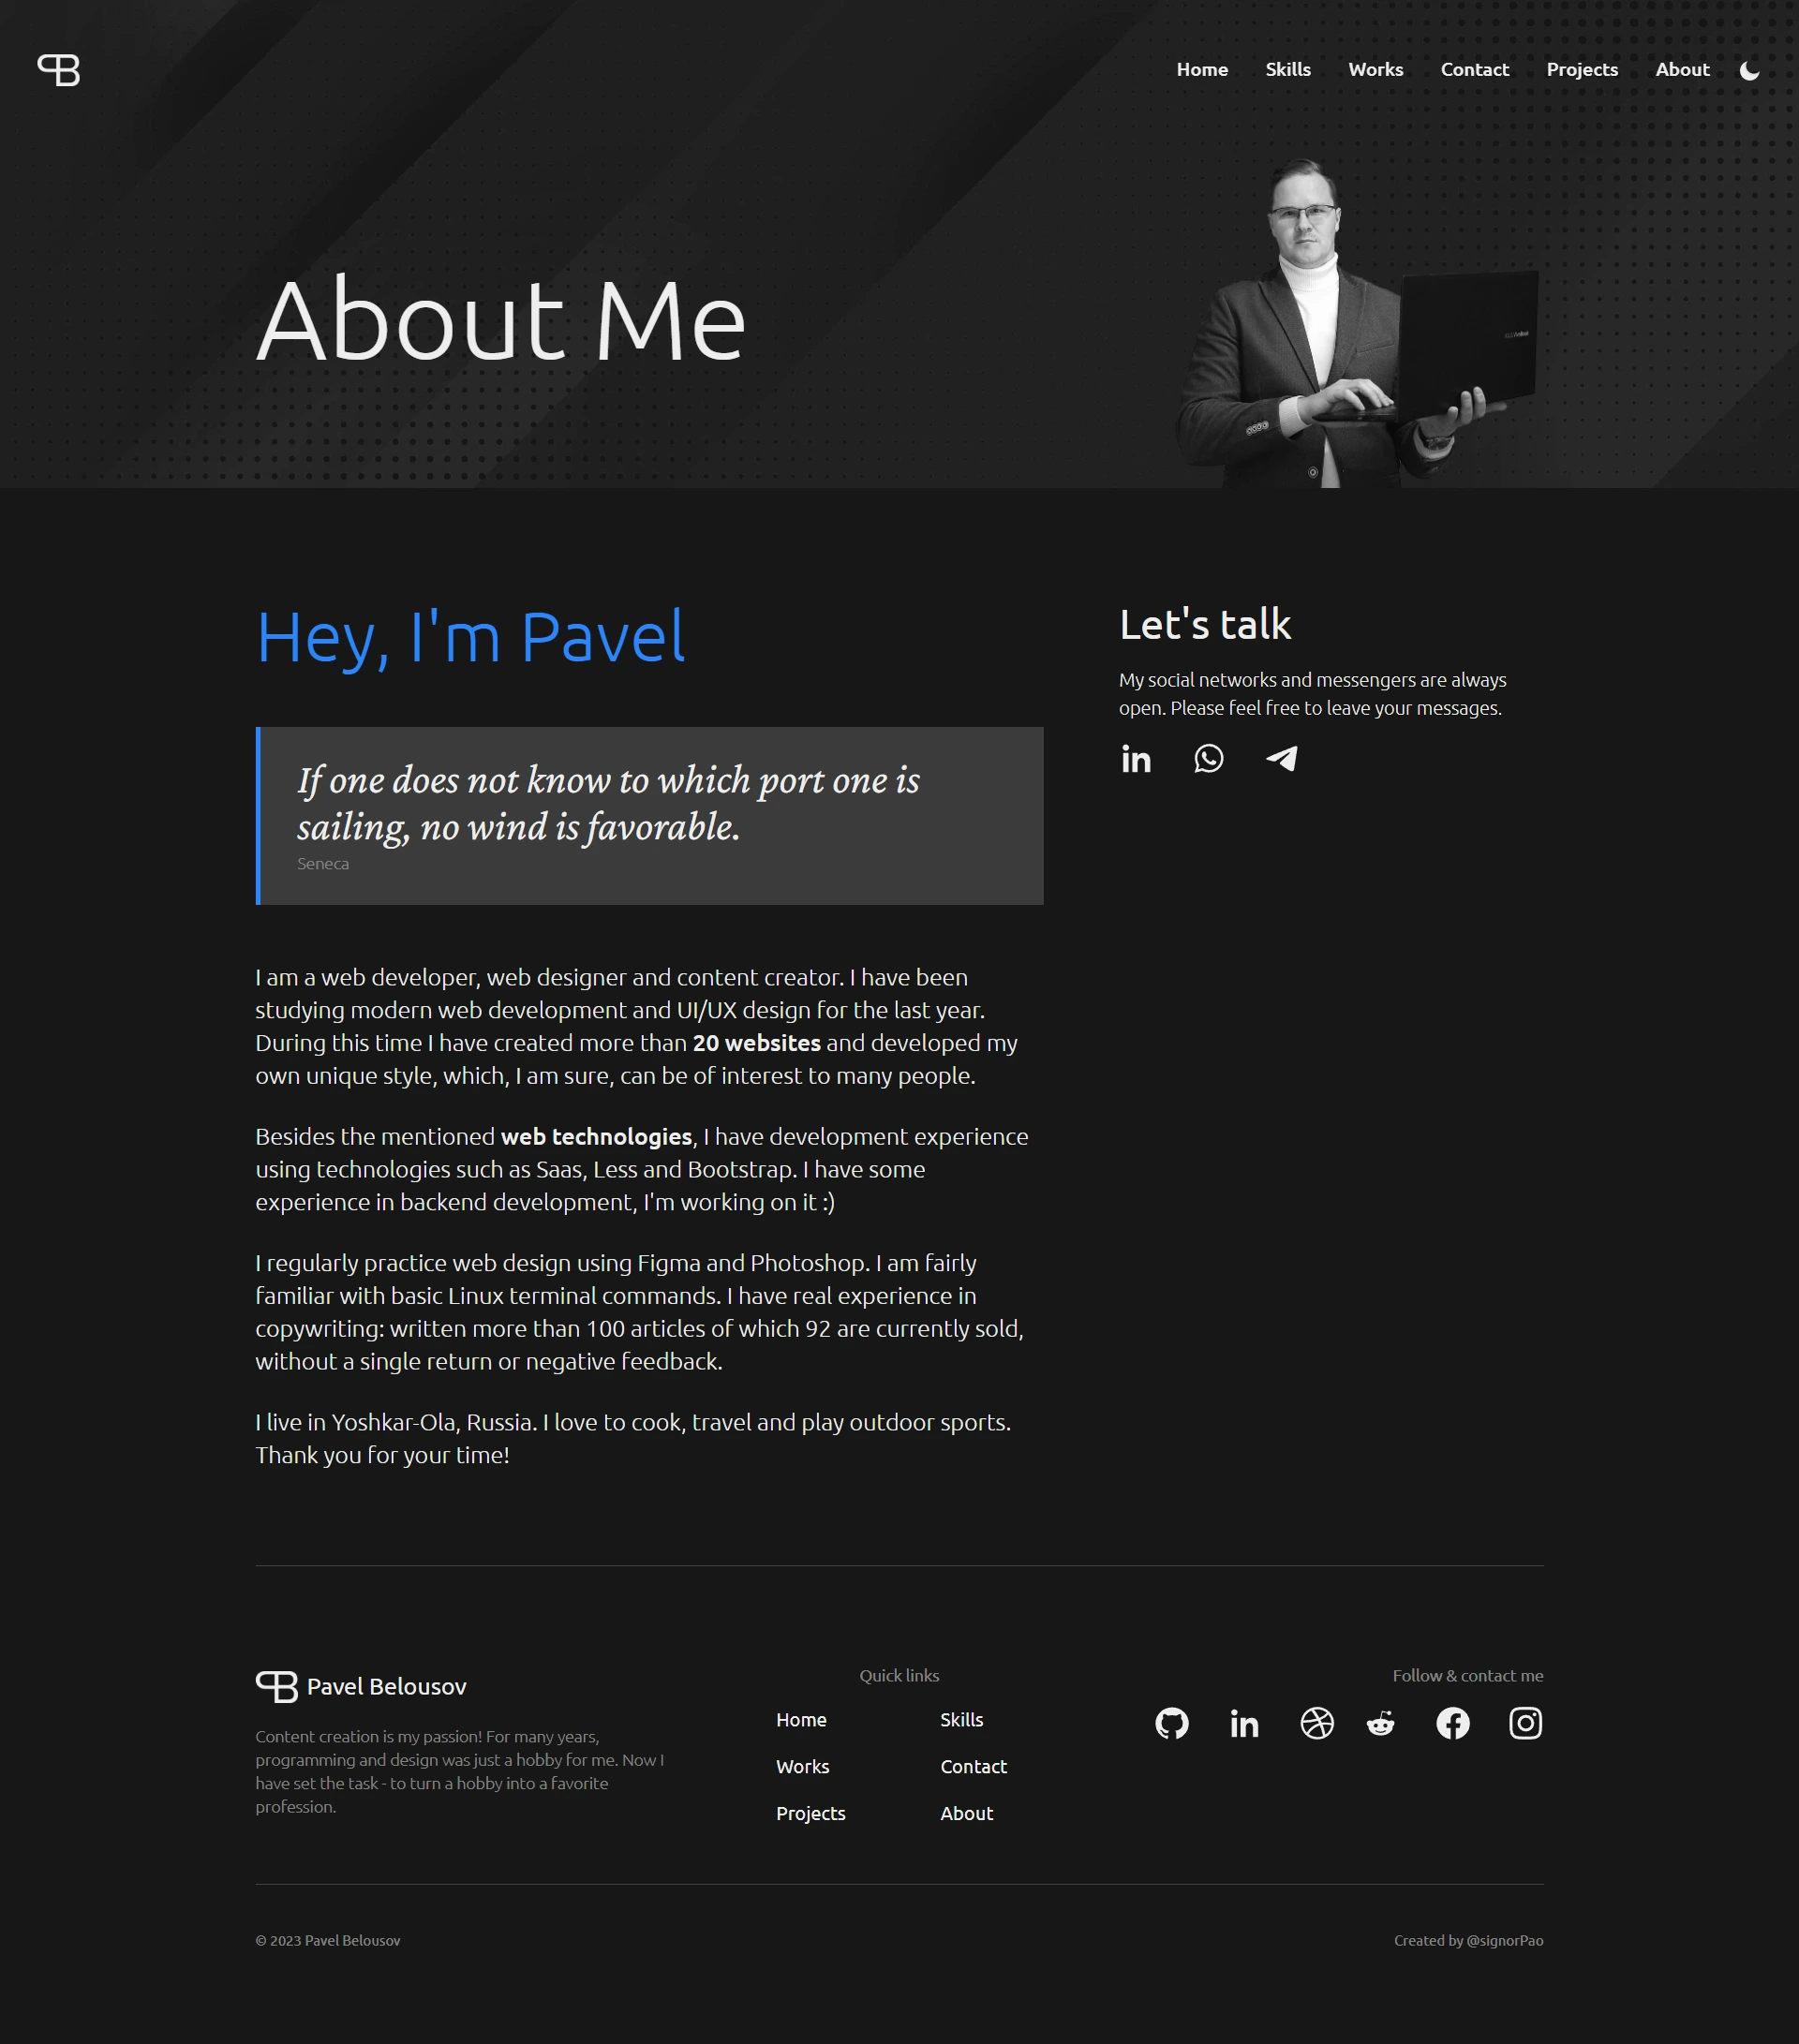 PB
Home Skills Works Contact Projects About
About Me
Hey, I'm Pavel
If one does not know to which port one is
sailing, no wind is favorable.
Seneca
I am a web developer, web designer and content creator. I have been
studying modern web development and UI/UX design for the last year.
During this time I have created more than 20 websites and developed my
own unique style, which, I am sure, can be of interest to many people.
Besides the mentioned web technologies, I have development experience
using technologies such as Saas, Less and Bootstrap. I have some
experience in backend development, I'm working on it :)
I regularly practice web design using Figma and Photoshop. I am fairly
familiar with basic Linux terminal commands. I have real experience in
copywriting: written more than 100 articles of which 92 are currently sold,
without a single return or negative feedback.
I live in Yoshkar-Ola, Russia. I love to cook, travel and play outdoor sports.
Thank you for your time!
Let's talk
My social networks and messengers are always
open. Please feel free to leave your messages.
in
PB Pavel Belousov
Content creation is my passion! For many years,
programming and design was just a hobby for me. Now I
have set the task - to turn a hobby into a favorite
profession.
Quick links
Home Skills
Works Contact
Projects About
Follow & contact me
in
© 2023 Pavel Belousov
Created by @signorPao